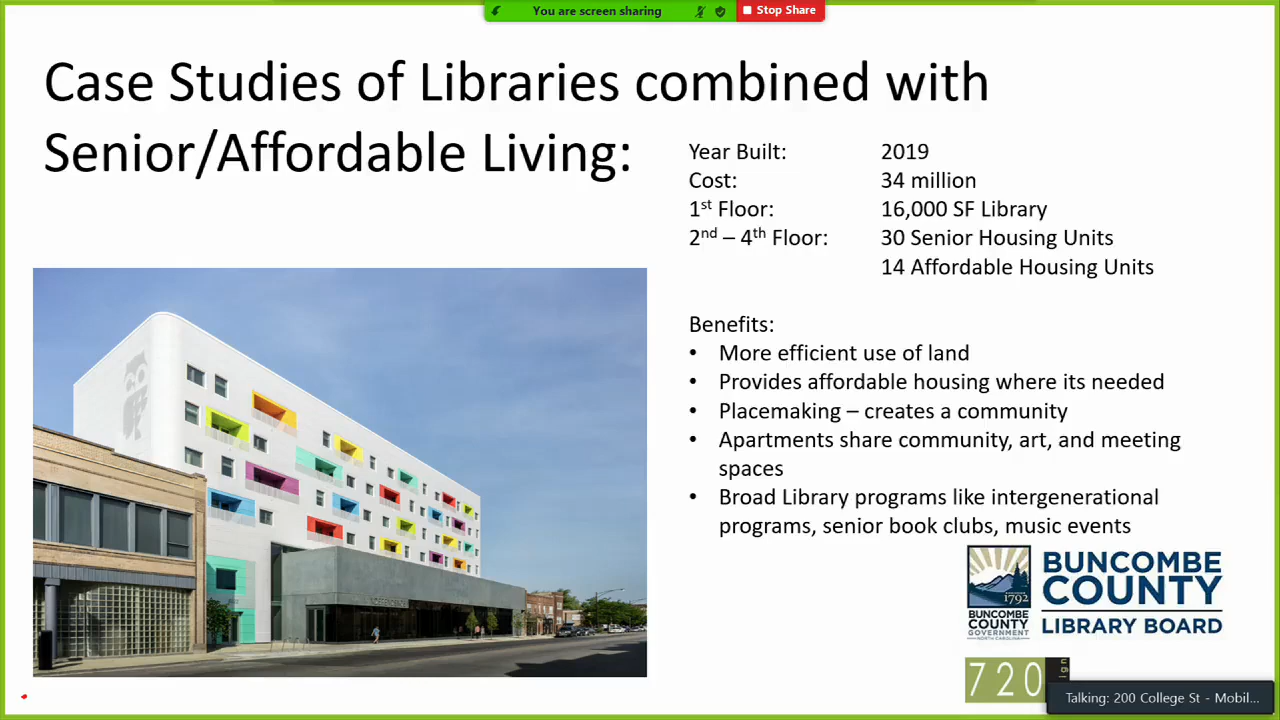 You are screen sharing
Stop Share
Case Studies of Libraries combined with
Senior/Affordable Living:
Year Built: 2019
Cost: 34 million
1st Floor: 16,000 SF Library
2nd – 4th Floor: 30 Senior Housing Units
14 Affordable Housing Units
Benefits:
• More efficient use of land
• Provides affordable housing where its needed
• Placemaking – creates a community
• Apartments share community, art, and meeting
spaces
• Broad Library programs like intergenerational
programs, senior book clubs, music events
1792
BUNCOMBE
COUNTY
GOVERNMENT
NORTH CAROLINA
BUNCOMBE
COUNTY
LIBRARY BOARD
720
ign
Talking: 200 College St - Mobil...